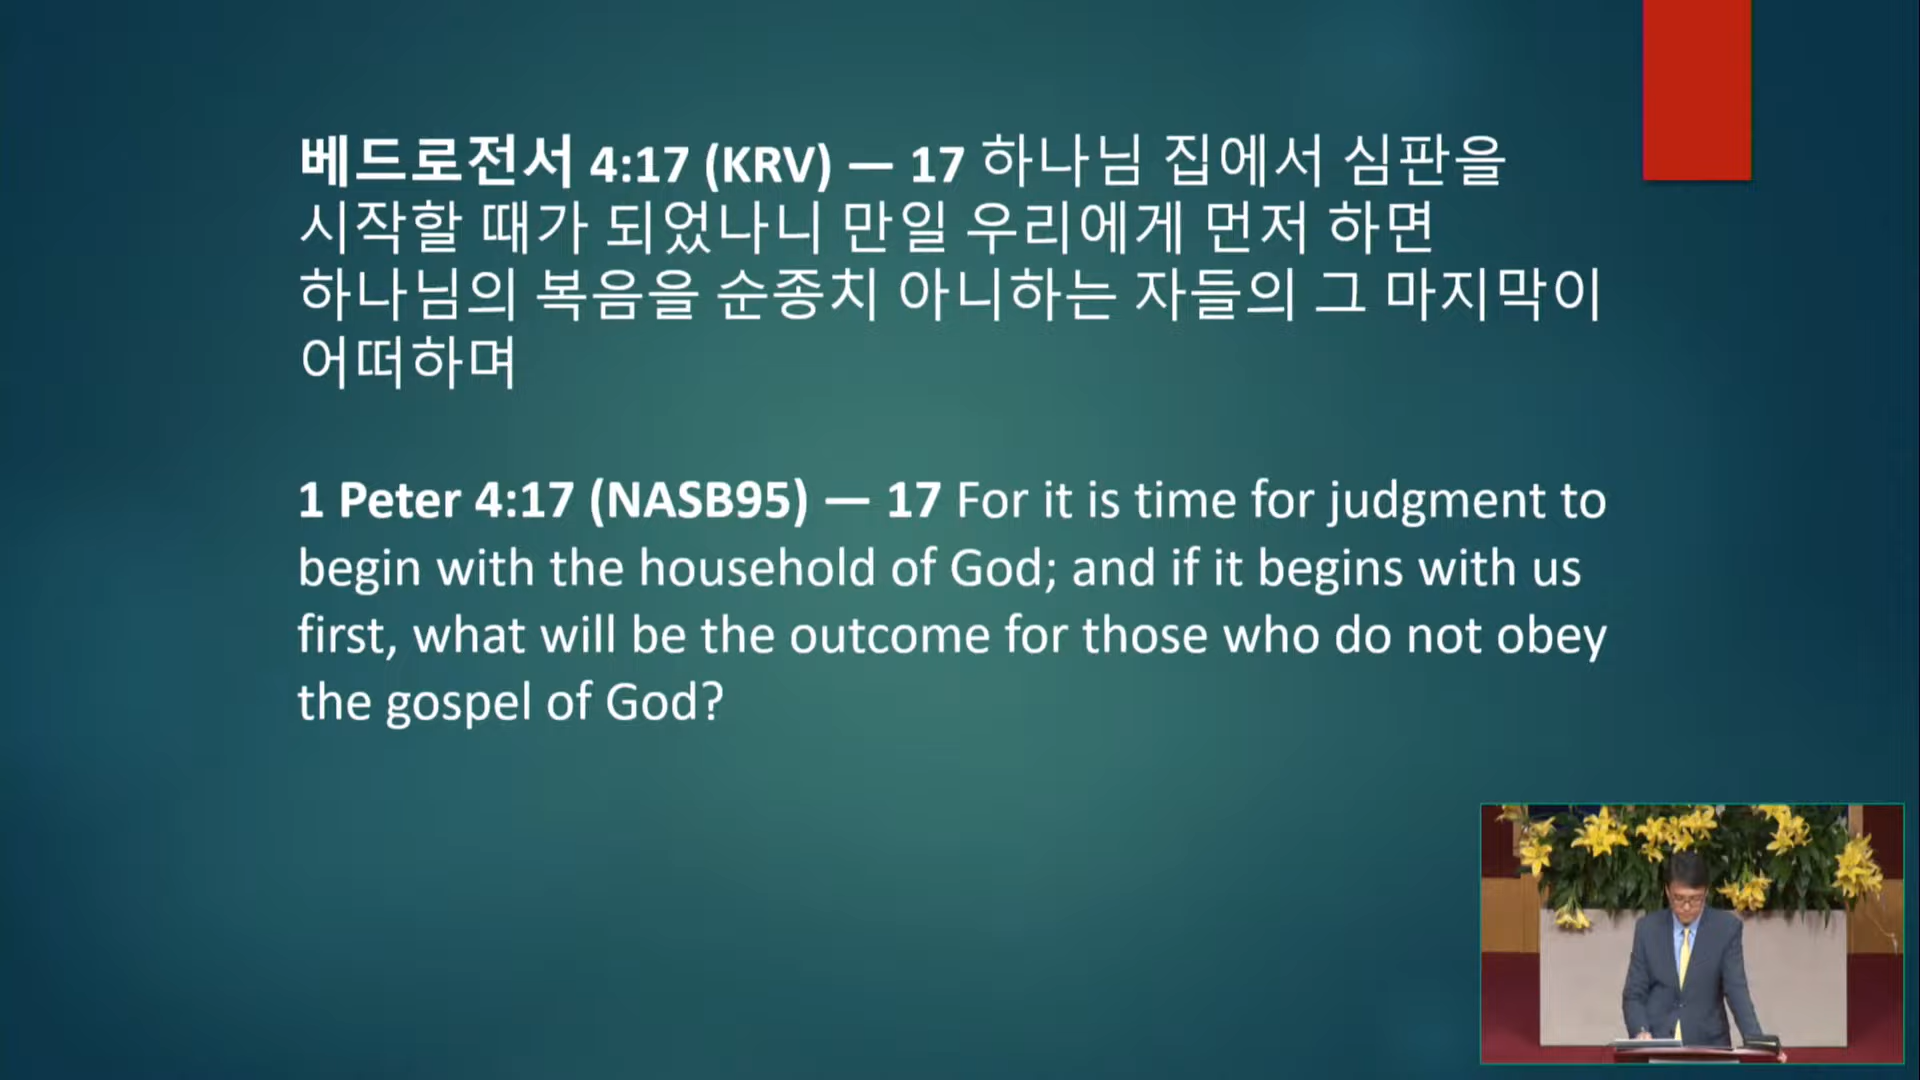 베드로전서 4:17 (KRV) — 17 하나님 집에서 심판을
시작할 때가 되었나니 만일 우리에게 먼저 하면
하나님의 복음을 순종치 아니하는 자들의 그 마지막이
어떠하며
1 Peter 4:17 (NASB95) — 17 For it is time for judgment to
begin with the household of God; and if it begins with us
first, what will be the outcome for those who do not obey
the gospel of God?